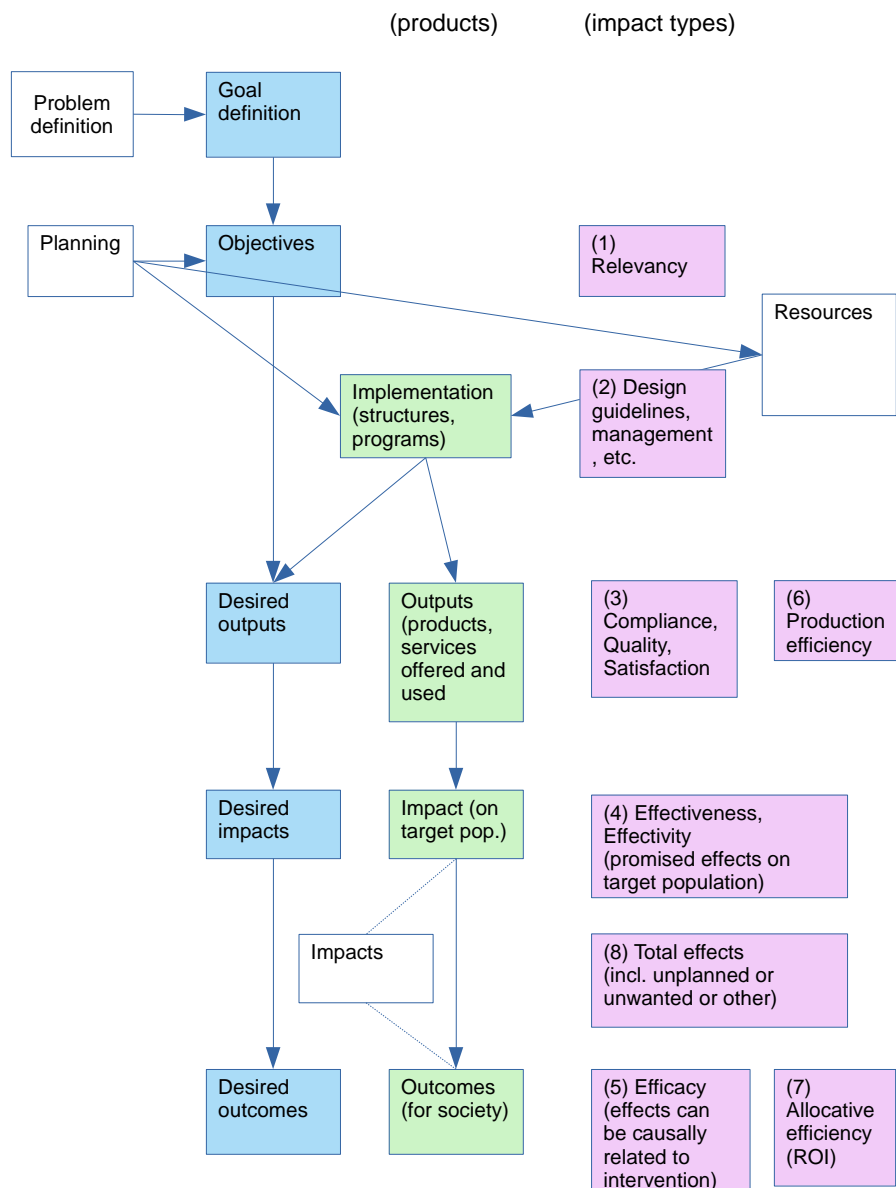 (products)
(impact types)
Problem
definition
Goal
definition
Planning
Objectives
(1)
Relevancy
Resources
Implementation
(structures,
programs)
(2) Design
guidelines,
management
, etc.
Desired
outputs
Outputs
(products,
services
offered and
used
(3)
Compliance,
Quality,
Satisfaction
(6)
Production
efficiency
Desired
impacts
Impact (on
target pop.)
(4) Effectiveness,
Effectivity
(promised effects on
target population)
Impacts
(8) Total effects
(incl. unplanned or
unwanted or other)
Desired
outcomes
Outcomes
(for society)
(5) Efficacy
(effects can
be causally
related to
intervention)
(7)
Allocative
efficiency
(ROI)